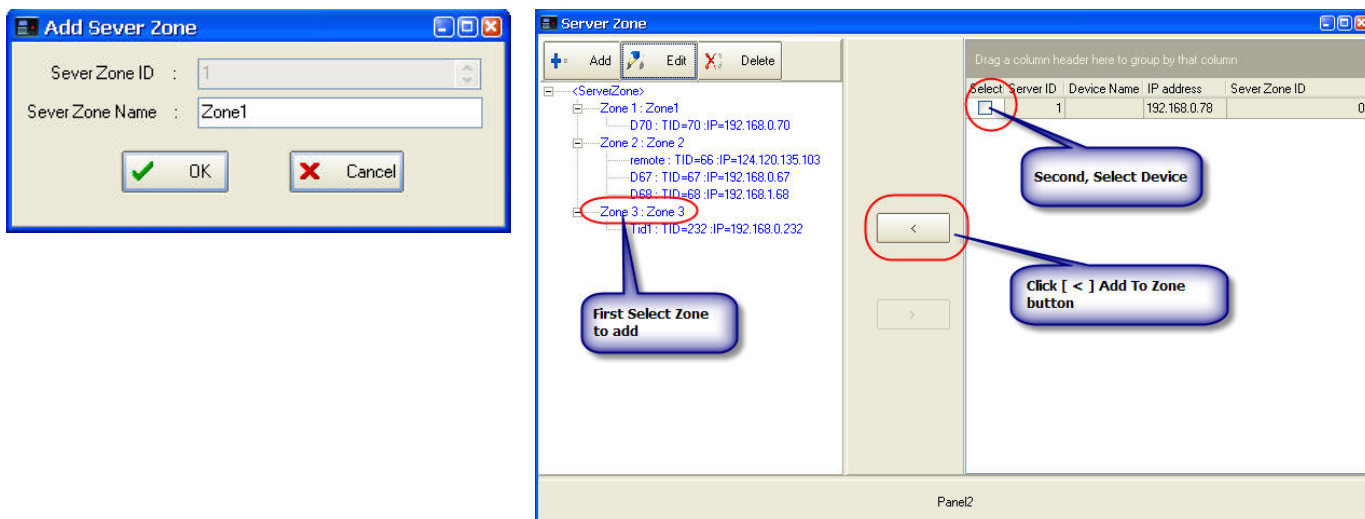 Add Sever Zone
Sever Zone ID : 1
Sever Zone Name : Zone1
OK Cancel
Server Zone
Add Edit Delete
<ServerZone>
Zone 1 : Zone1
D70 : TID=70 :IP=192.168.0.70
Zone 2 : Zone 2
remote : TID=66 :IP=124.120.135.103
D67 : TID=67 :IP=192.168.0.67
D68 : TID=68 :IP=192.168.1.68
Zone 3 : Zone 3
Tid1 : TID=232 :IP=192.168.0.232
First Select Zone
to add
<
>
Drag a column header here to group by that column
Select Server ID Device Name IP address Sever Zone ID
1 192.168.0.78 0
Second, Select Device
Click [ < ] Add To Zone
button
Panel2